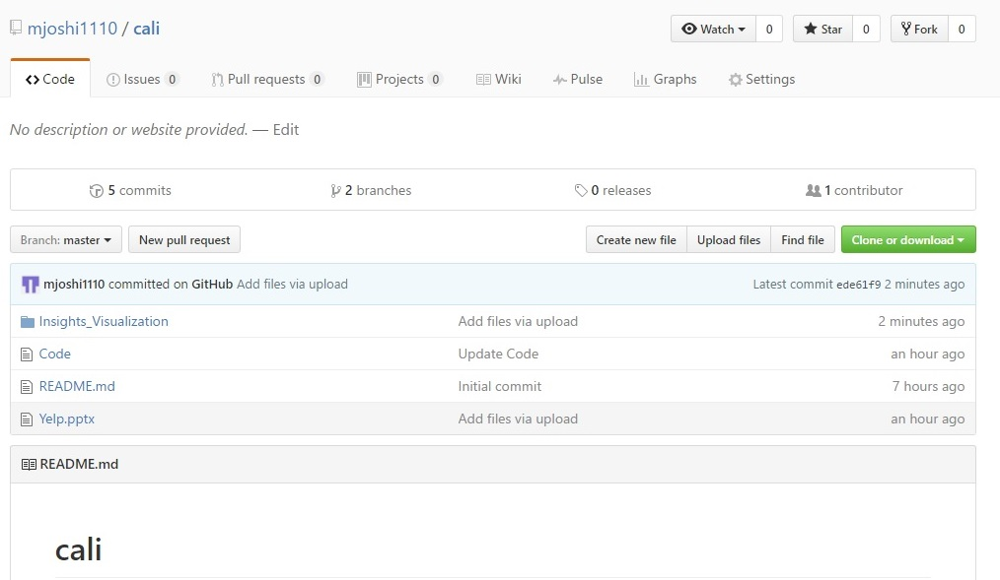 mjoshi1110 / cali Watch 0 Star 0 Fork 0
Code Issues 0 Pull requests 0 Projects 0 Wiki Pulse Graphs Settings
No description or website provided. — Edit
5 commits 2 branches 0 releases 1 contributor
Branch: master New pull request Create new file Upload files Find file Clone or download
mjoshi1110 committed on GitHub Add files via upload Latest commit ede61f9 2 minutes ago
Insights_Visualization Add files via upload 2 minutes ago
Code Update Code an hour ago
README.md Initial commit 7 hours ago
Yelp.pptx Add files via upload an hour ago
README.md
cali